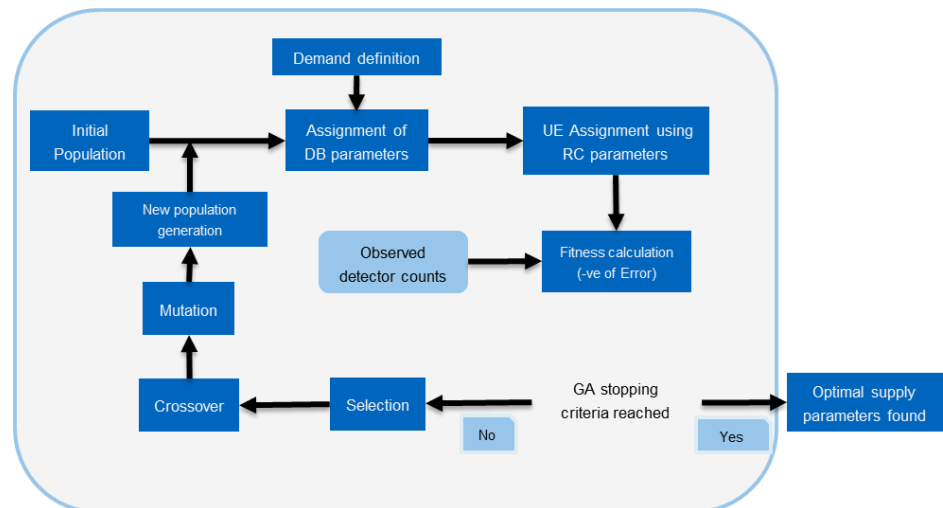 Demand definition
Initial
Population
Assignment of
DB parameters
UE Assignment using
RC parameters
New population
generation
Observed
detector counts
Fitness calculation
(-ve of Error)
Mutation
Crossover
Selection
GA stopping
criteria reached
Optimal supply
parameters found
No
Yes